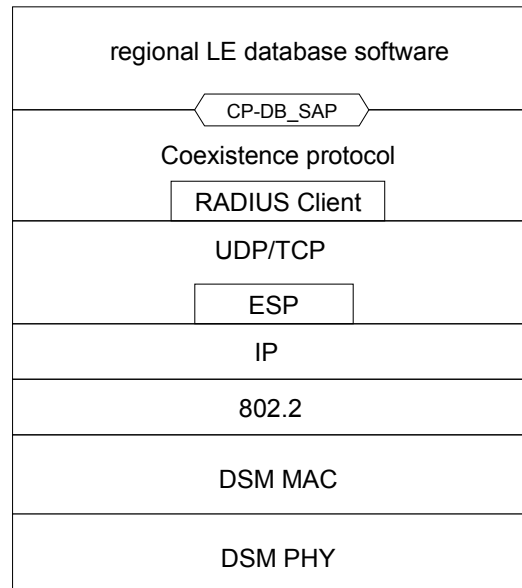 regional LE database software
CP-DB_SAP
Coexistence protocol
RADIUS Client
UDP/TCP
ESP
IP
802.2
DSM MAC
DSM PHY